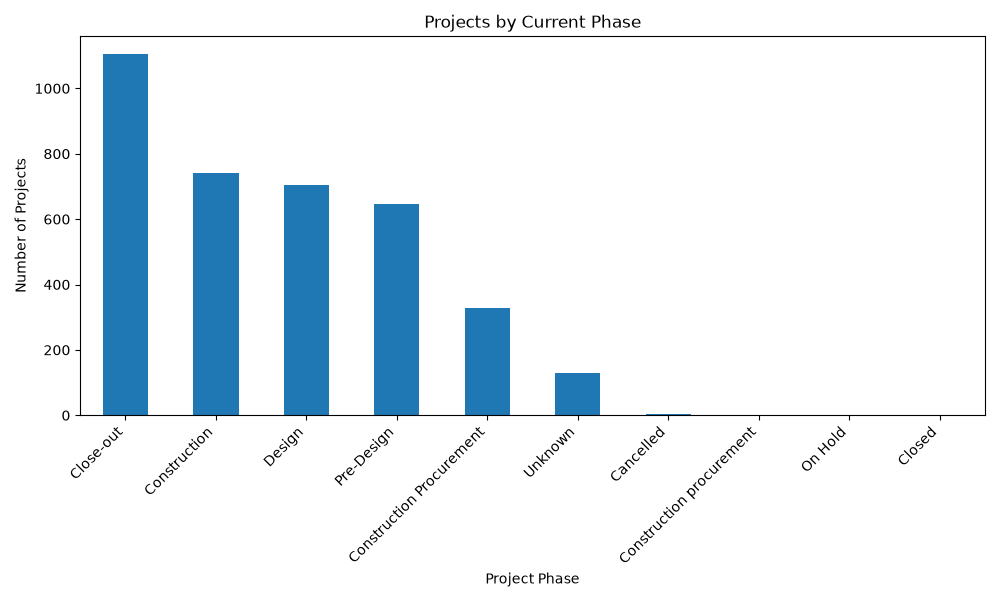 Projects by Current Phase
Number of Projects
1000
800
600
400
200
0
Close-out
Construction
Design
Pre-Design
Construction Procurement
Unknown
Cancelled
Construction procurement
On Hold
Closed
Project Phase